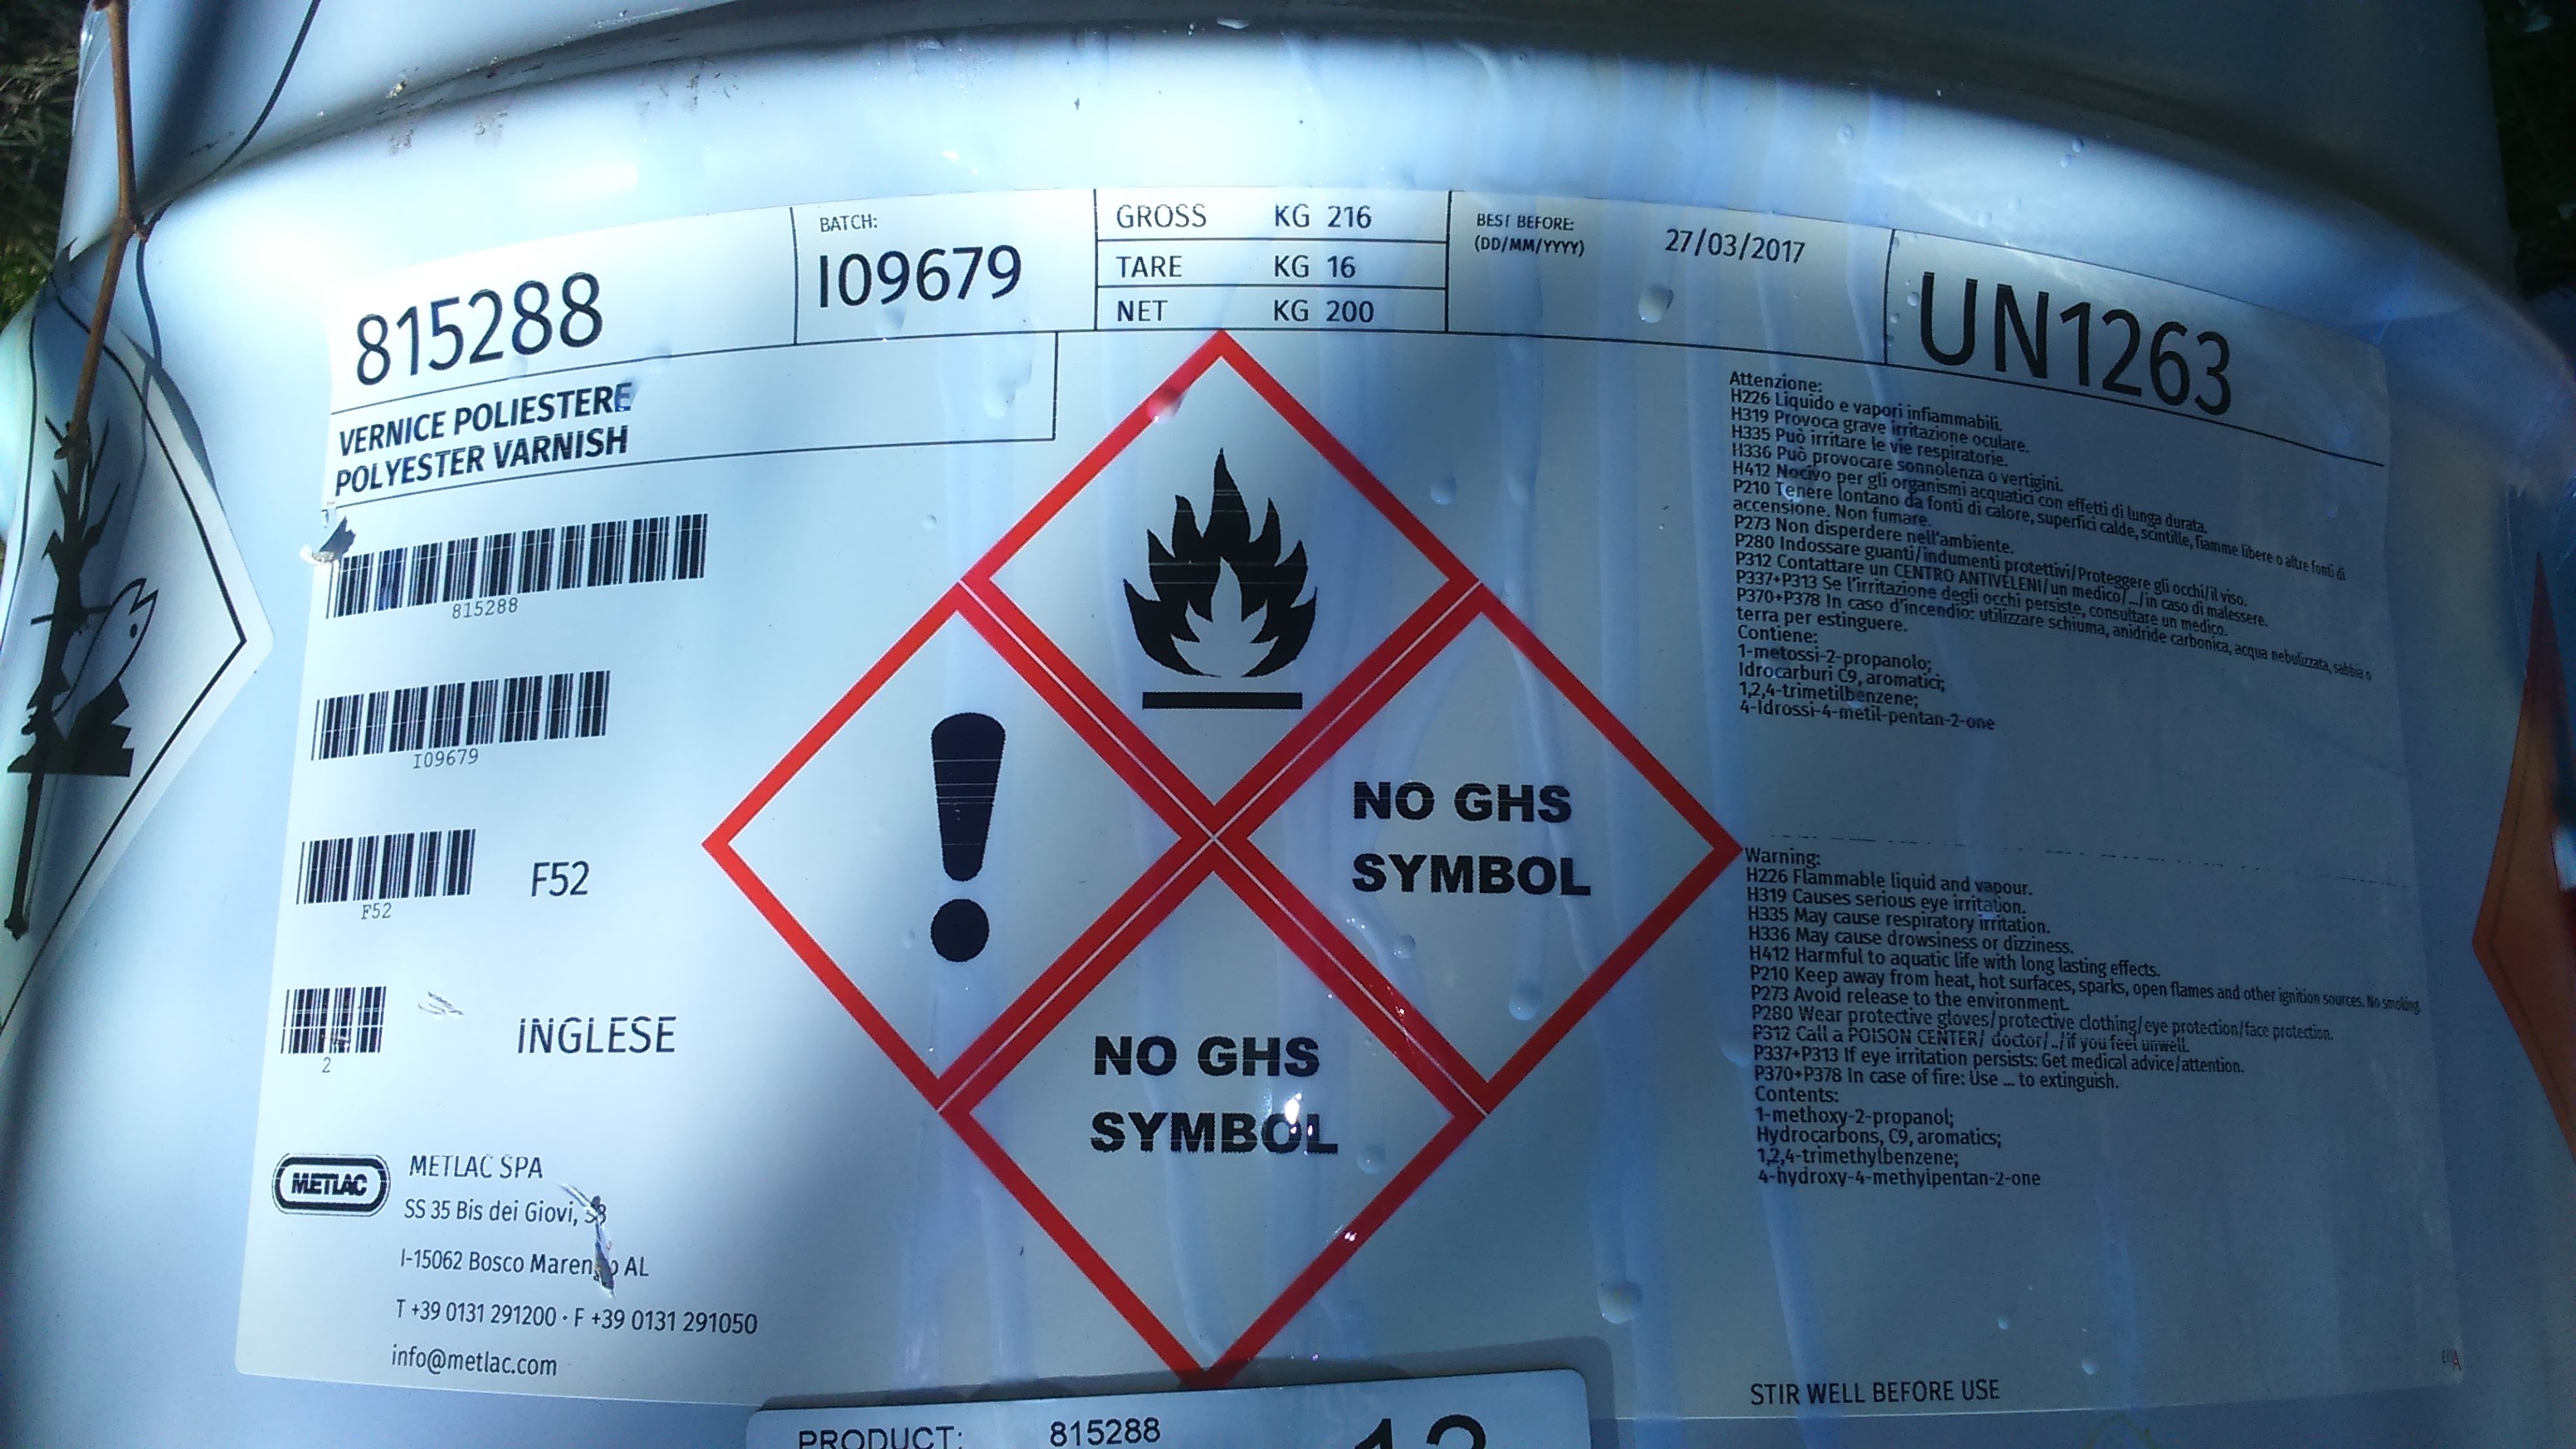 815288
BATCH:
I09679
GROSS KG 216
TARE KG 16
NET KG 200
BEST BEFORE:
(DD/MM/YYYY)
27/03/2017
UN1263
VERNICE POLIESTERE
POLYESTER VARNISH
815288
I09679
F52
F52
2
INGLESE
METLAC
METLAC SPA
SS 35 Bis dei Giovi,
I-15062 Bosco AL
T +39 0131 291200 · F +39 0131 291050
info@metlac.com
NO GHS
SYMBOL
NO GHS
SYMBOL
Attenzione:
H226 Liquido e vapori infiammabili.
H319 Provoca grave irritazione oculare.
H335 Può irritare le vie respiratorie.
H336 Può provocare sonnolenza o vertigini.
H412 Nocivo per gli organismi acquatici con effetti di lunga durata.
P210 Tenere lontano da fonti di calore, superfici calde, scintille, fiamme libere o altre fonti di
accensione. Non fumare.
P273 Non disperdere nell'ambiente.
P280 Indossare guanti/indumenti protettivi/Proteggere gli occhi/il viso.
P312 Contattare un CENTRO ANTIVELENI/un medico/.../in caso di malessere.
P337+P313 Se l'irritazione degli occhi persiste, consultare un medico.
P370+P378 In caso d'incendio: utilizzare schiuma, anidride carbonica, acqua nebulizzata, sabbia o
terra per estinguere.
Contiene:
1-metossi-2-propanolo;
Idrocarburi C9, aromatici;
1,2,4-trimetilbenzene;
4-Idrossi-4-metil-pentan-2-one
Warning:
H226 Flammable liquid and vapour.
H319 Causes serious eye irritation.
H335 May cause respiratory irritation.
H336 May cause drowsiness or dizziness.
H412 Harmful to aquatic life with long lasting effects.
P210 Keep away from heat, hot surfaces, sparks, open flames and other ignition sources. No smoking.
P273 Avoid release to the environment.
P280 Wear protective gloves/protective clothing/eye protection/face protection.
P312 Call a POISON CENTER/ doctor/../if you feel unwell.
P337+P313 If eye irritation persists: Get medical advice/attention.
P370+P378 In case of fire: Use ... to extinguish.
Contents:
1-methoxy-2-propanol;
Hydrocarbons, C9, aromatics;
1,2,4-trimethylbenzene;
4-hydroxy-4-methylpentan-2-one
STIR WELL BEFORE USE
PRODUCT: 815288